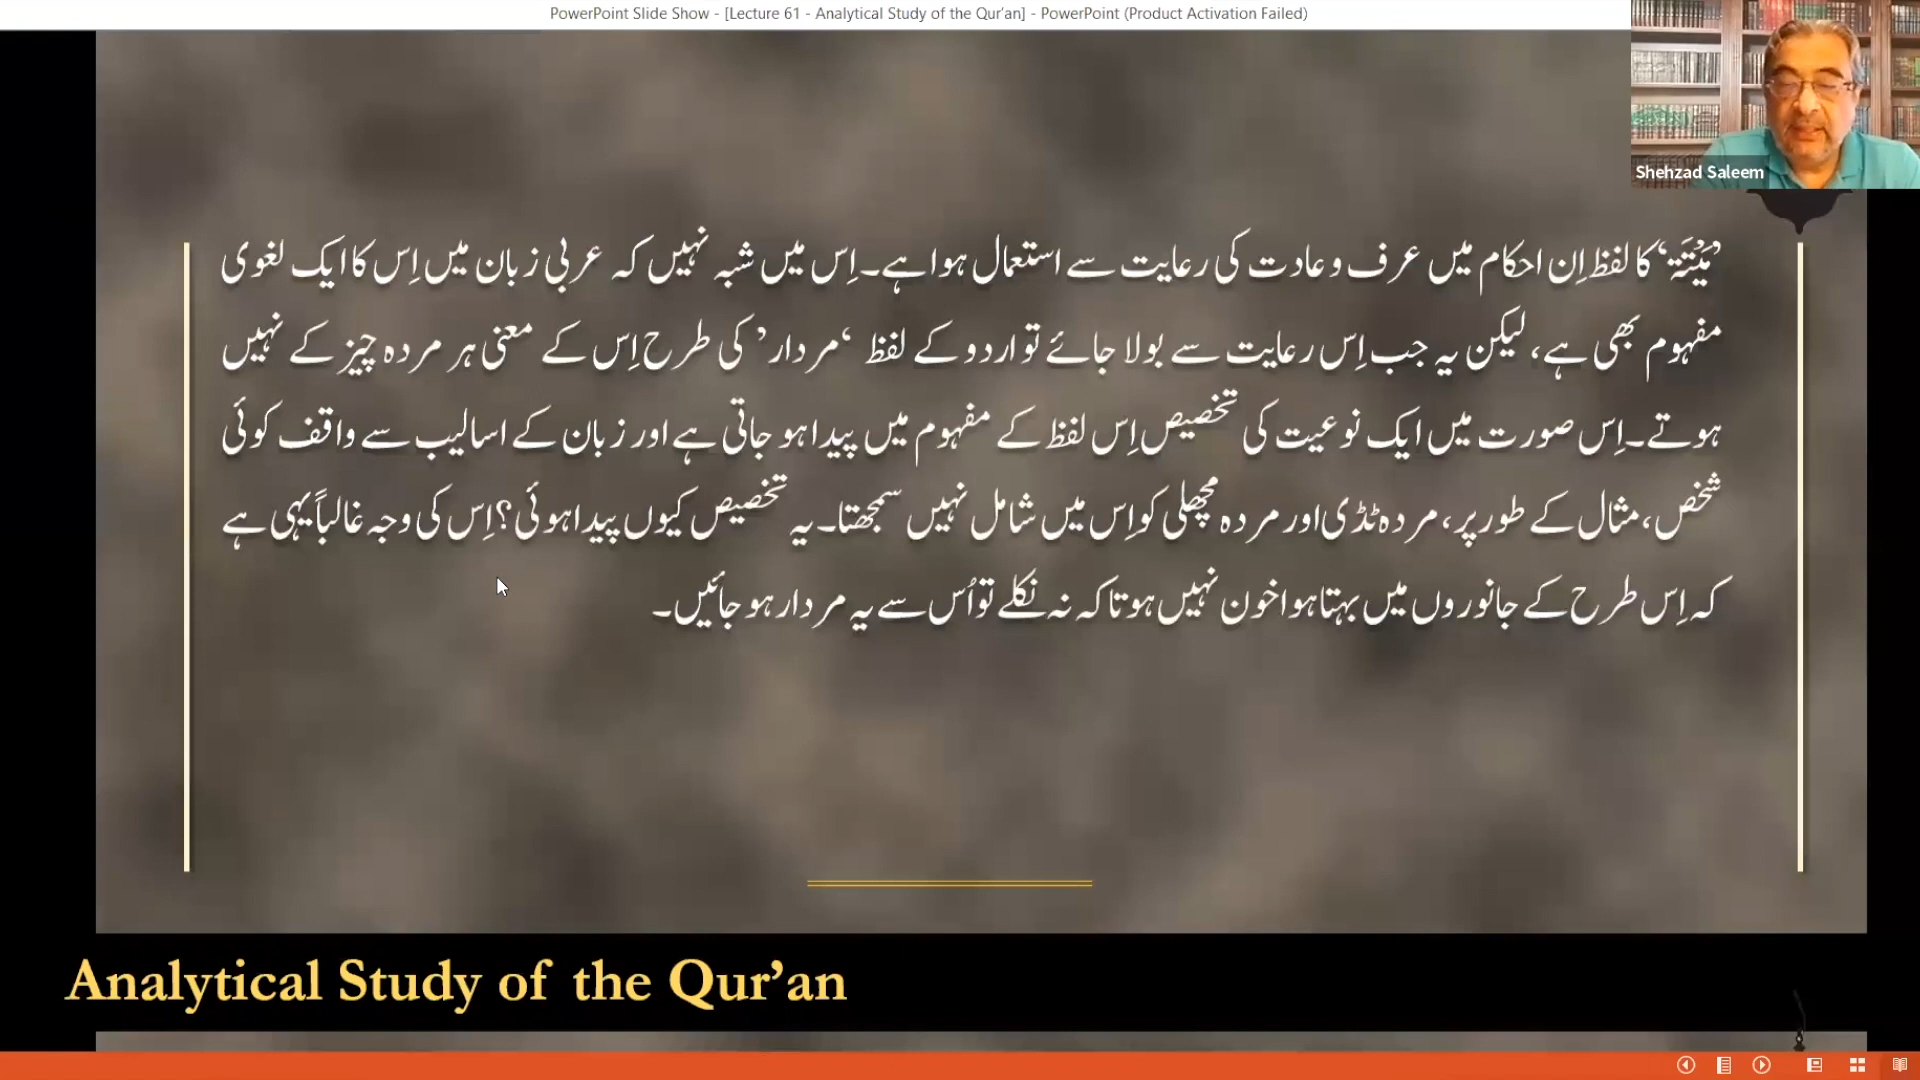 PowerPoint Slide Show - [Lecture 61 - Analytical Study of the Qur'an] - PowerPoint (Product Activation Failed)
Shehzad Saleem
’مَیْتَۃ‘ کا لفظ اِن احکام میں عرف و عادت کی رعایت سے استعمال ہوا ہے۔ اِس میں شبہ نہیں کہ عربی زبان میں اِس کا ایک لغوی
مفہوم بھی ہے، لیکن یہ جب اِس رعایت سے بولا جائے تو اردو کے لفظ ‘مردار’ کی طرح اِس کے معنی ہر مردہ چیز کے نہیں
ہوتے۔ اِس صورت میں ایک نوعیت کی تخصیص اِس لفظ کے مفہوم میں پیدا ہو جاتی ہے اور زبان کے اسالیب سے واقف کوئی
شخص، مثال کے طور پر، مردہ ٹڈی اور مردہ مچھلی کو اِس میں شامل نہیں سمجھتا۔ یہ تخصیص کیوں پیدا ہوئی؟ اِس کی وجہ غالباً یہی ہے
کہ اِس طرح کے جانوروں میں بہتا ہوا خون نہیں ہوتا کہ نہ نکلے تو اُس سے یہ مردار ہو جائیں۔
Analytical Study of the Qur’an